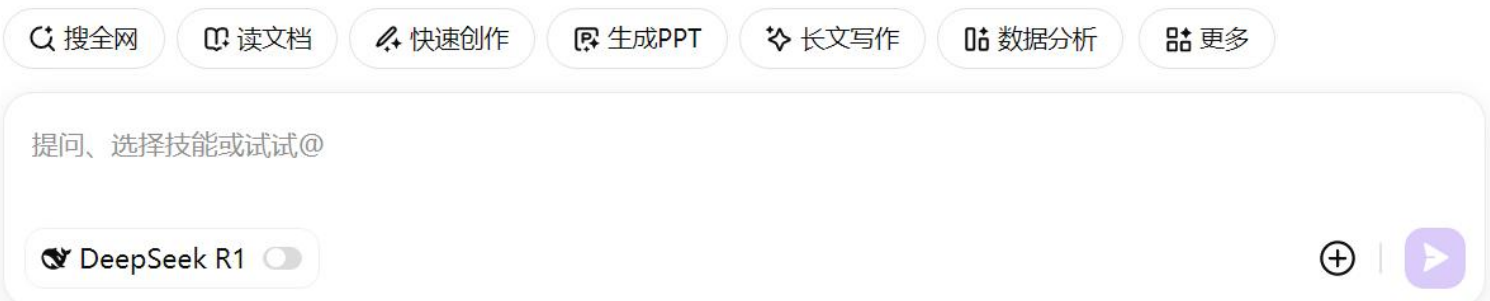 搜全网 读文档 快速创作 生成PPT 长文写作 数据分析 更多
提问、选择技能或试试@
DeepSeek R1